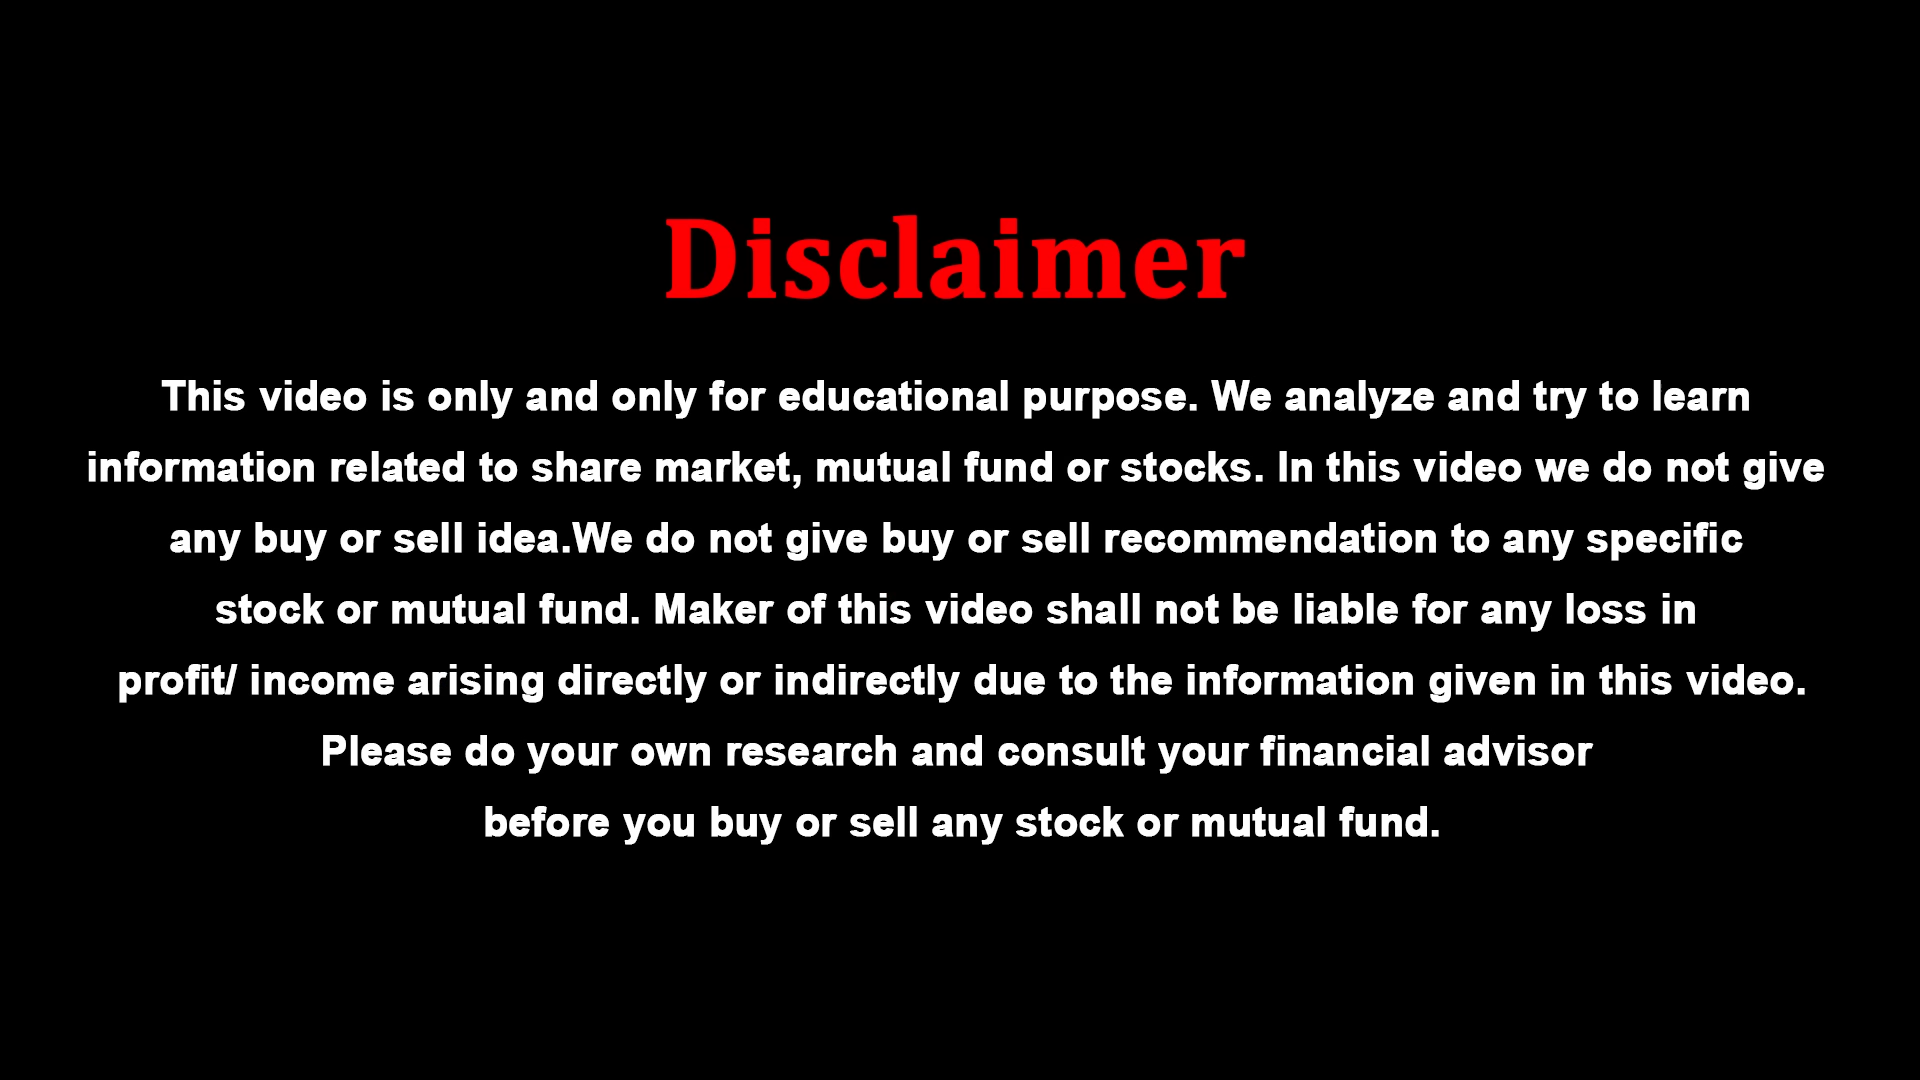 Disclaimer
This video is only and only for educational purpose. We analyze and try to learn
information related to share market, mutual fund or stocks. In this video we do not give
any buy or sell idea.We do not give buy or sell recommendation to any specific
stock or mutual fund. Maker of this video shall not be liable for any loss in
profit/ income arising directly or indirectly due to the information given in this video.
Please do your own research and consult your financial advisor
before you buy or sell any stock or mutual fund.